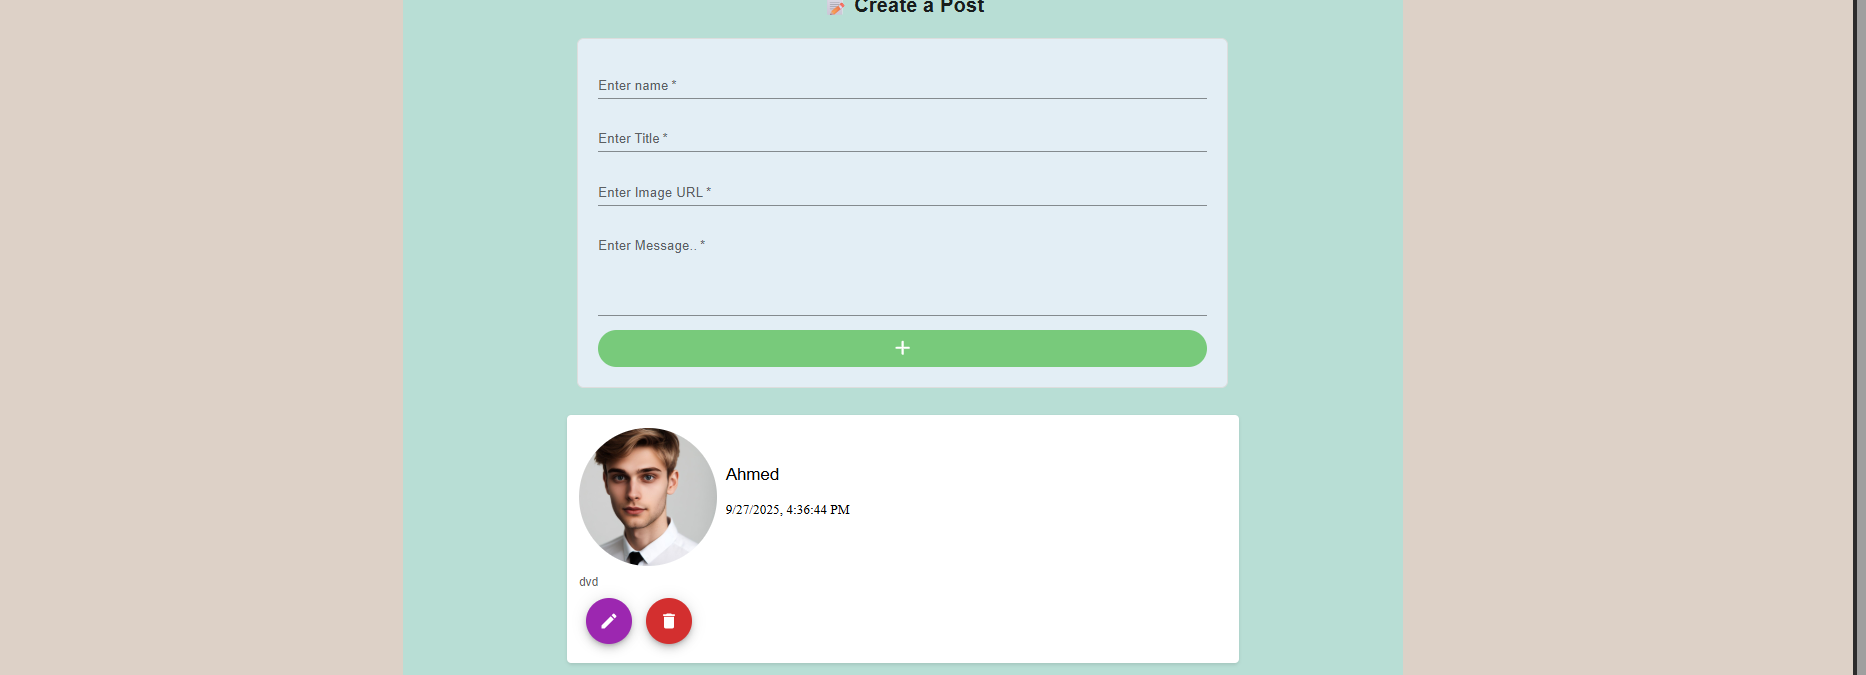 Create a Post
Enter name *
Enter Title *
Enter Image URL *
Enter Message.. *
+
Ahmed
9/27/2025, 4:36:44 PM
dvd